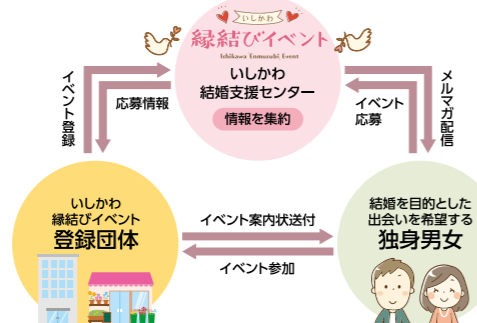 いしかわ
縁結びイベント
Ishikawa Enmusubi Event
いしかわ
結婚支援センター
情報を集約
イベント登録
応募情報
イベント
応募
メルマガ配信
いしかわ
縁結びイベント
登録団体
イベント案内状送付
イベント参加
結婚を目的とした
出会いを希望する
独身男女